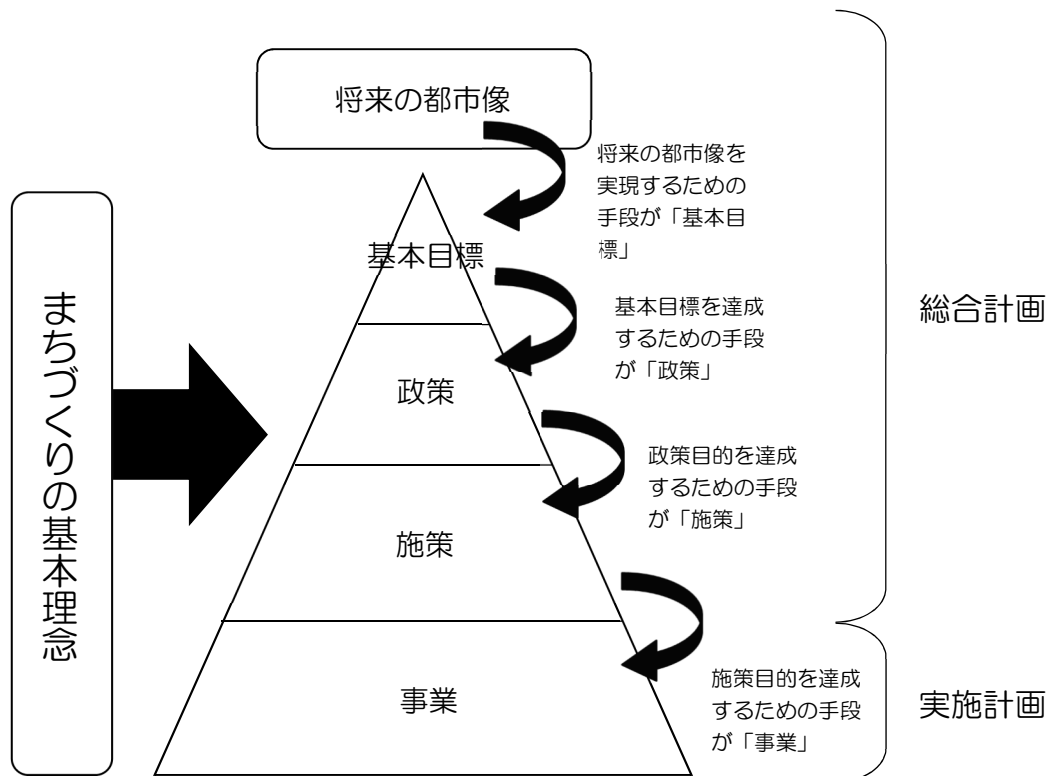 将来の都市像
将来の都市像を
実現するための
手段が「基本目
標」
基本目標
基本目標を達成
するための手段
が「政策」
政策
政策目的を達成
するための手段
が「施策」
施策
施策目的を達成
するための手段
が「事業」
事業
まちづくりの基本理念
総合計画
実施計画